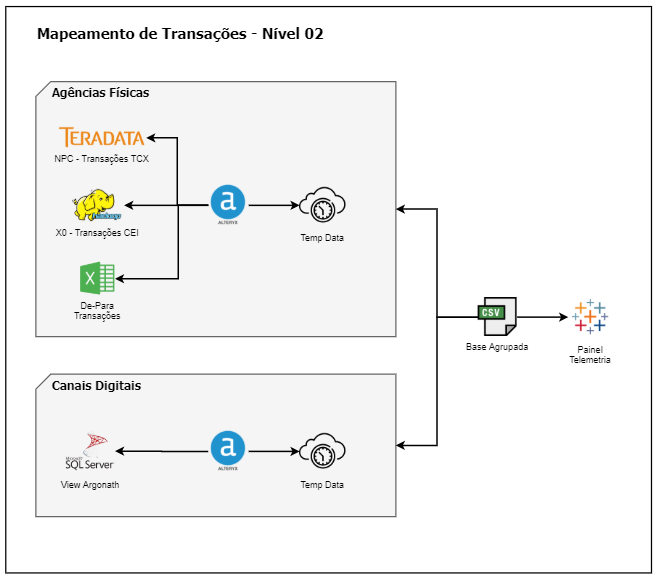 Mapeamento de Transações - Nível 02
Agências Físicas
TERADATA
NPC - Transações TCX
X0 - Transações CEI
a
ALTERYX
Temp Data
X
De-Para
Transações
CSV
Base Agrupada
Painel
Telemetria
Canais Digitais
Microsoft
SQL Server
View Argonath
a
ALTERYX
Temp Data